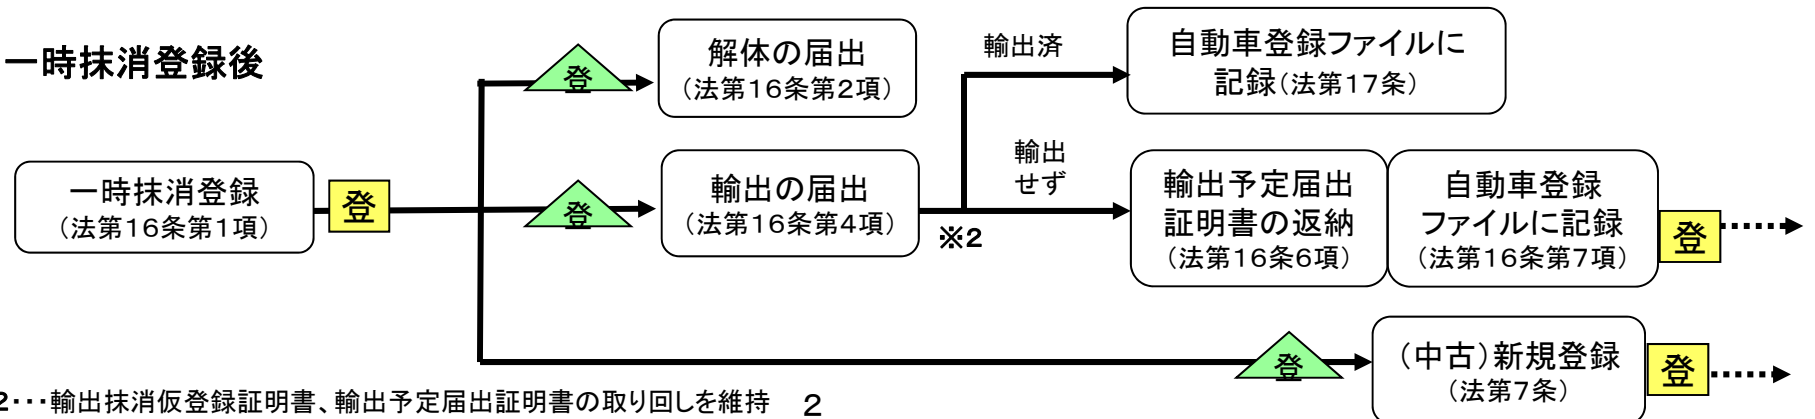 一時抹消登録後
一時抹消登録
(法第16条第1項)
登
登
解体の届出
(法第16条第2項)
登
輸出の届出
(法第16条第4項)
※2
輸出済
自動車登録ファイルに
記録(法第17条)
輸出
せず
輸出予定届出
証明書の返納
(法第16条6項)
自動車登録
ファイルに記録
(法第16条第7項)
登
登
(中古)新規登録
(法第7条)
登
2・・・輸出抹消仮登録証明書、輸出予定届出証明書の取り回しを維持
2